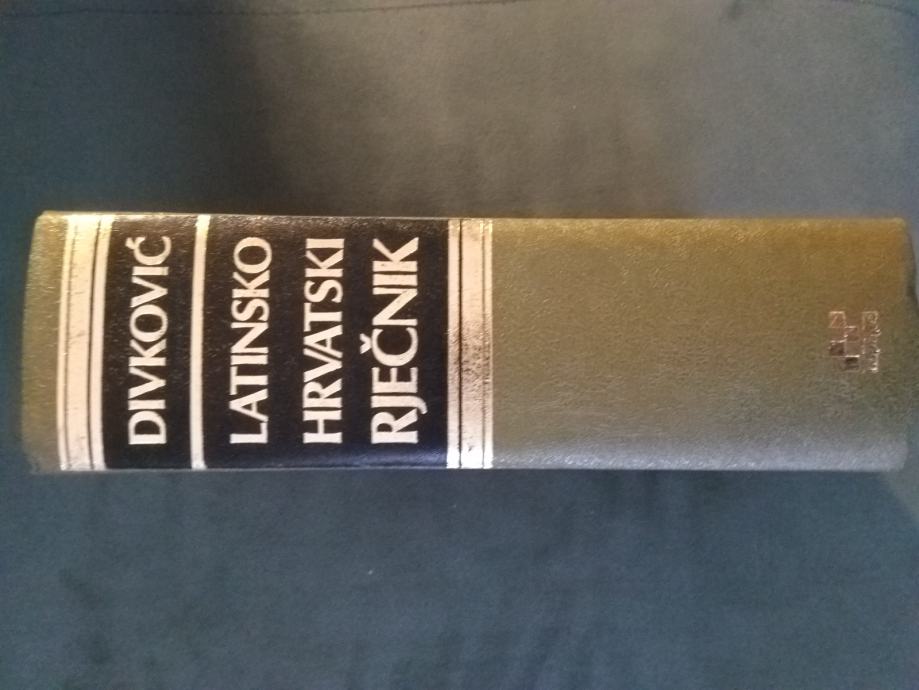 DIVKOVIĆ
LATINSKO
HRVATSKI
RJEČNIK